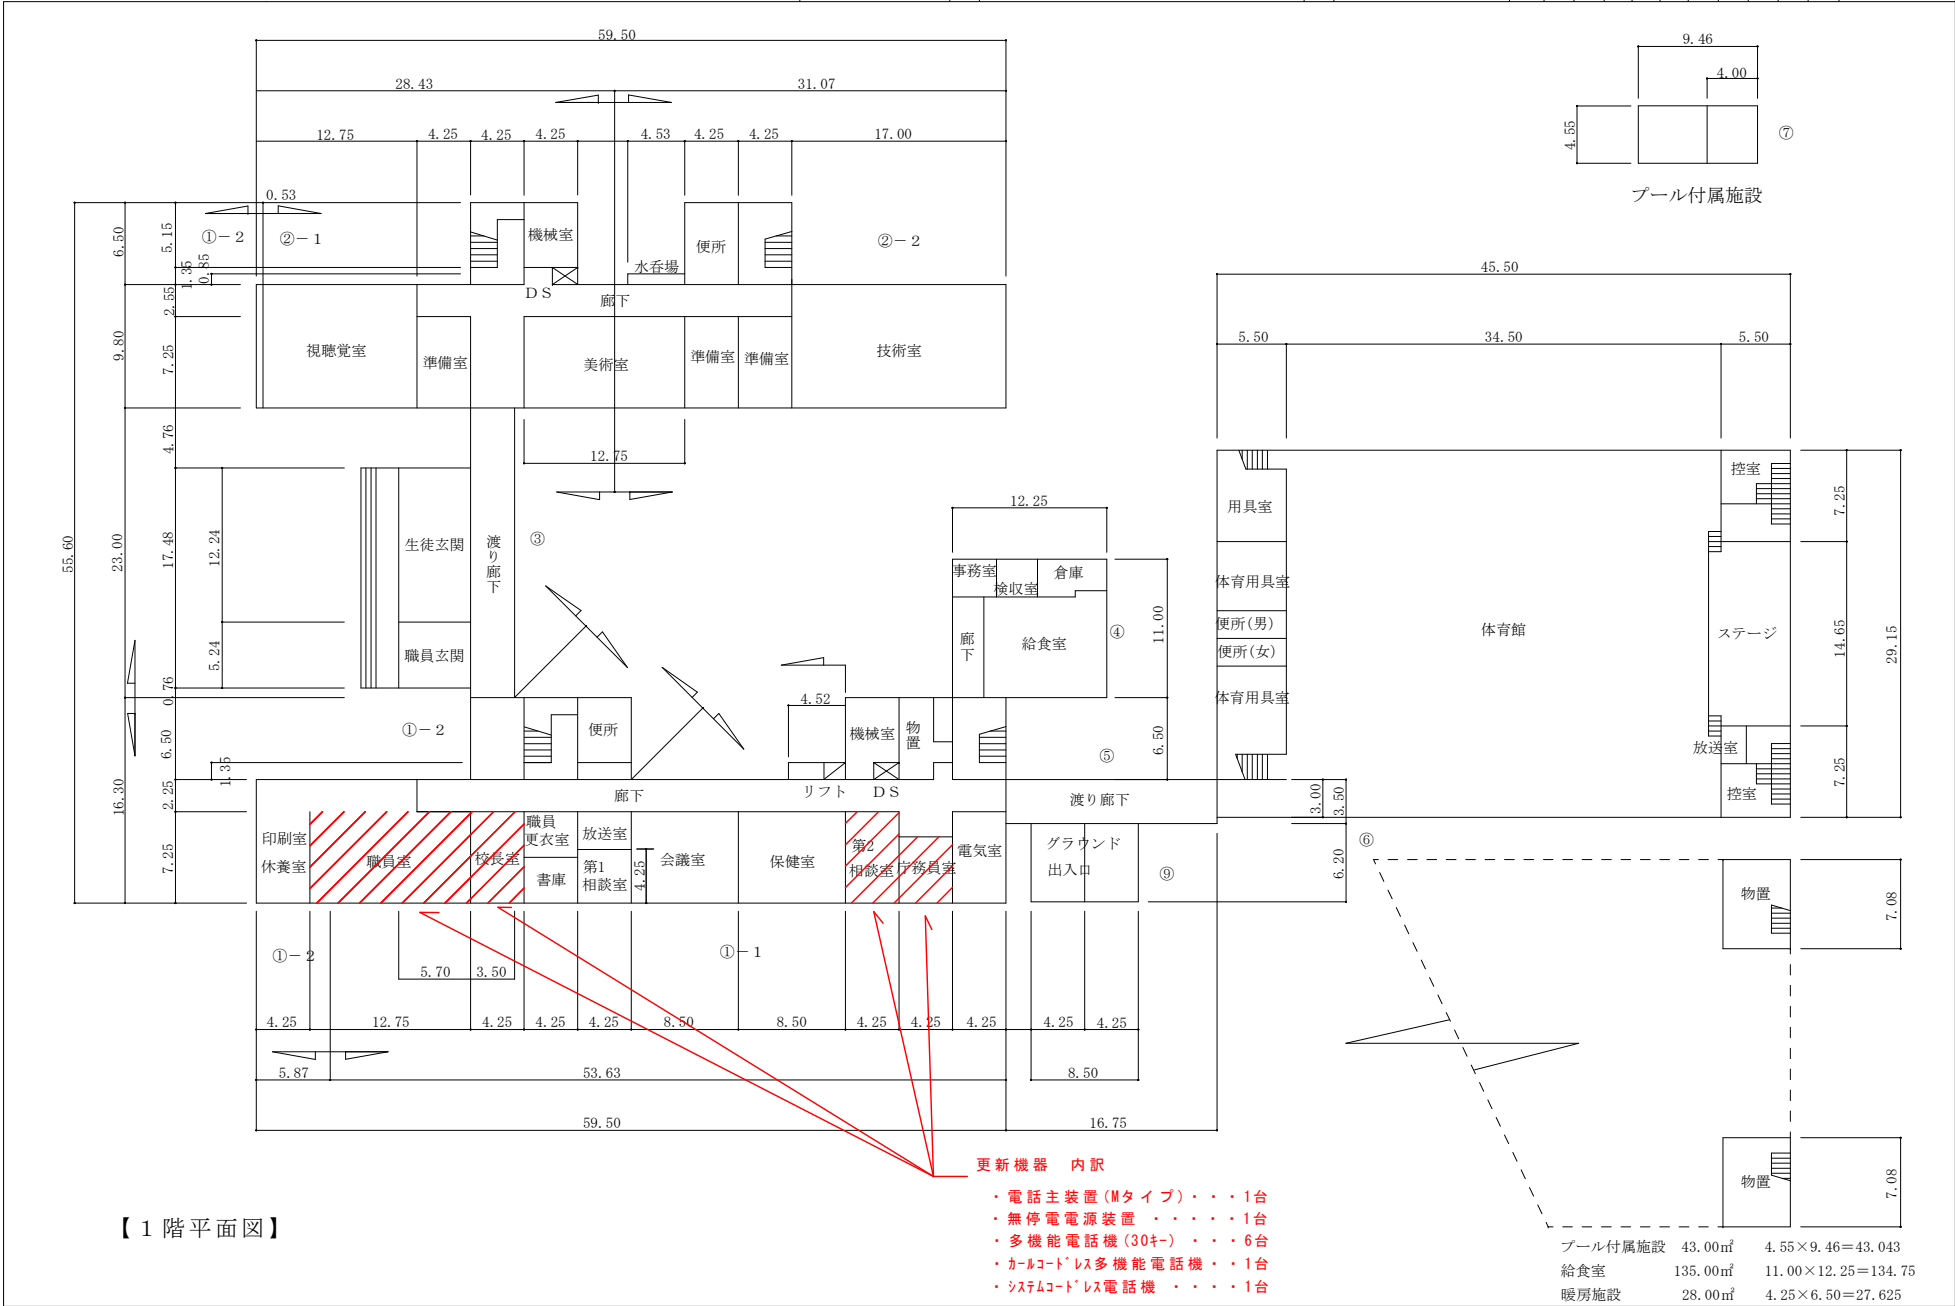 59.50
28.43
31.07
12.75
4.25
4.25
4.25
4.53
4.25
4.25
17.00
9.46
4.00
4.55
⑦
プール付属施設
0.53
①-2
②-1
②-2
機械室
便所
水呑場
DS
廊下
6.50
5.15
1.35
0.85
2.55
9.80
7.25
視聴覚室
準備室
美術室
準備室
準備室
技術室
45.50
5.50
34.50
5.50
4.76
12.75
55.60
23.00
17.48
12.24
5.24
0.76
生徒玄関
職員玄関
渡り廊下
③
12.25
事務室
検収室
倉庫
廊下
給食室
④
11.00
用具室
体育用具室
便所(男)
便所(女)
体育用具室
体育館
ステージ
控室
放送室
控室
7.25
14.65
7.25
29.15
①-2
便所
4.52
機械室
物置
⑤
6.50
16.30
6.50
1.35
2.25
7.25
廊下
リフト
DS
渡り廊下
3.00
3.50
6.20
⑥
印刷室
休養室
職員室
校長室
職員
更衣室
書庫
放送室
第1
相談室
4.25
会議室
保健室
第2
相談室
庁務員室
電気室
グラウンド
出入口
⑨
物置
7.08
①-2
①-1
5.70
3.50
4.25
12.75
4.25
4.25
4.25
8.50
8.50
4.25
4.25
4.25
4.25
4.25
5.87
53.63
8.50
59.50
16.75
物置
7.08
更新機器 内訳
・電話主装置(Mタイプ)・・・1台
・無停電電源装置 ・・・・・1台
・多機能電話機(30ｷｰ) ・・・6台
・ｶｰﾙｺｰﾄﾞﾚｽ多機能電話機・・1台
・ｼｽﾃﾑｺｰﾄﾞﾚｽ電話機 ・・・・1台
【1階平面図】
プール付属施設 43.00㎡ 4.55×9.46=43.043
給食室 135.00㎡ 11.00×12.25=134.75
暖房施設 28.00㎡ 4.25×6.50=27.625